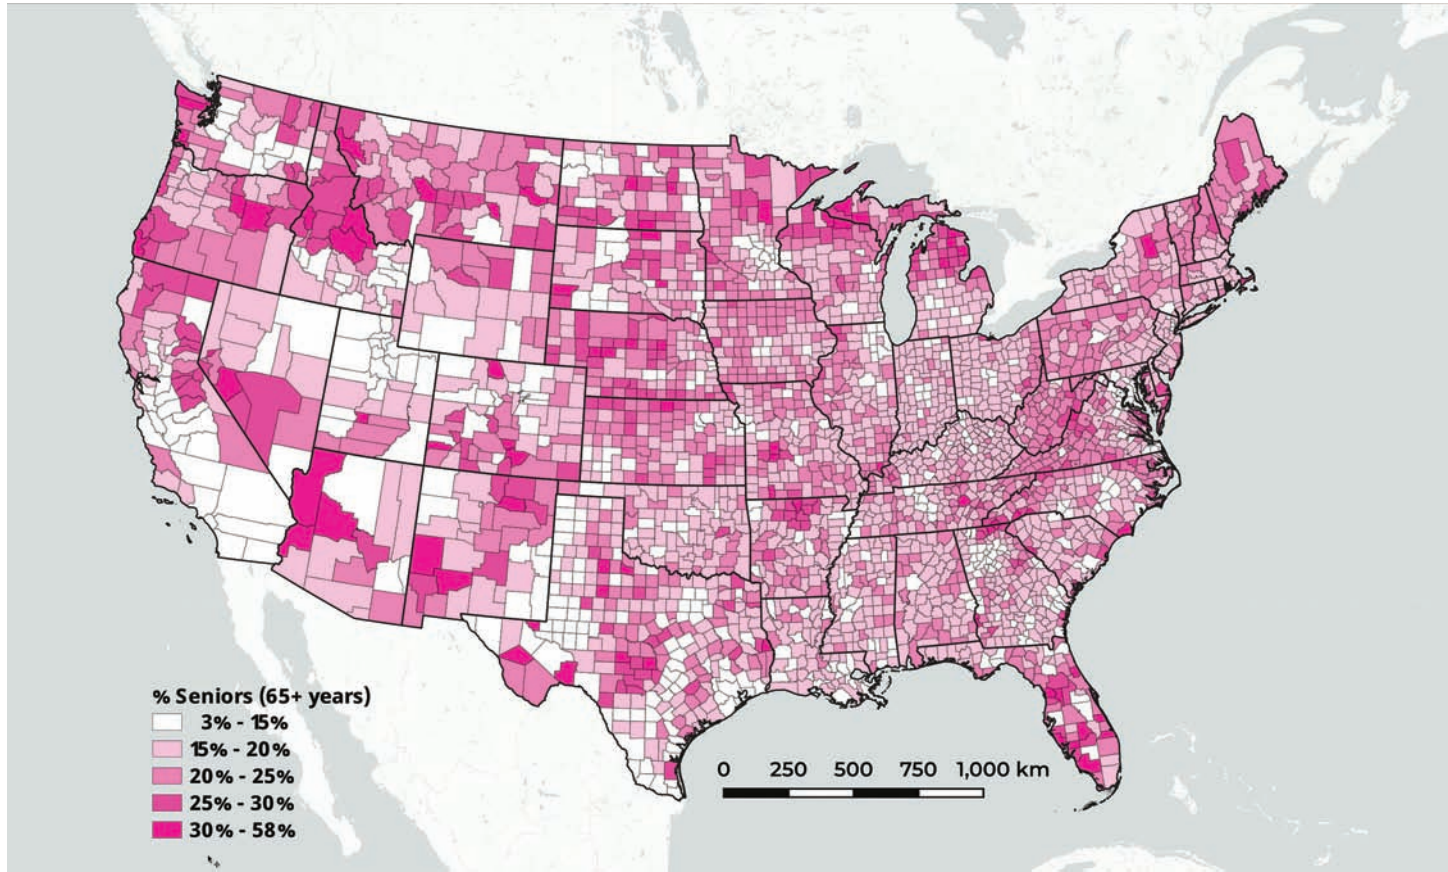 % Seniors (65+ years)
3% - 15%
15% - 20%
20% - 25%
25% - 30%
30% - 58%
0 250 500 750 1,000 km